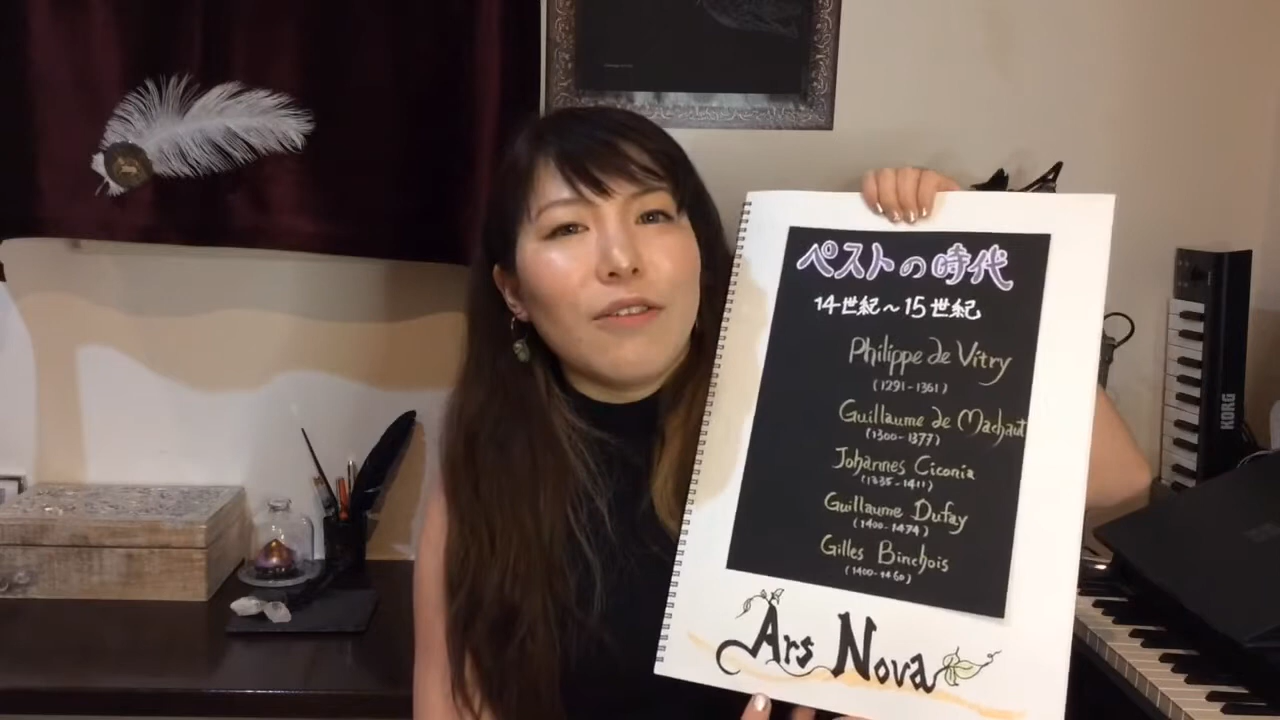 ペストの時代
14世紀～15世紀
Philippe de Vitry
(1291-1361)
Guillaume de Machaut
(1300-1377)
Johannes Ciconia
(1335-1411)
Guillaume Dufay
(1400-1474)
Gilles Binchois
(1400-1460)
Ars Nova
KORG